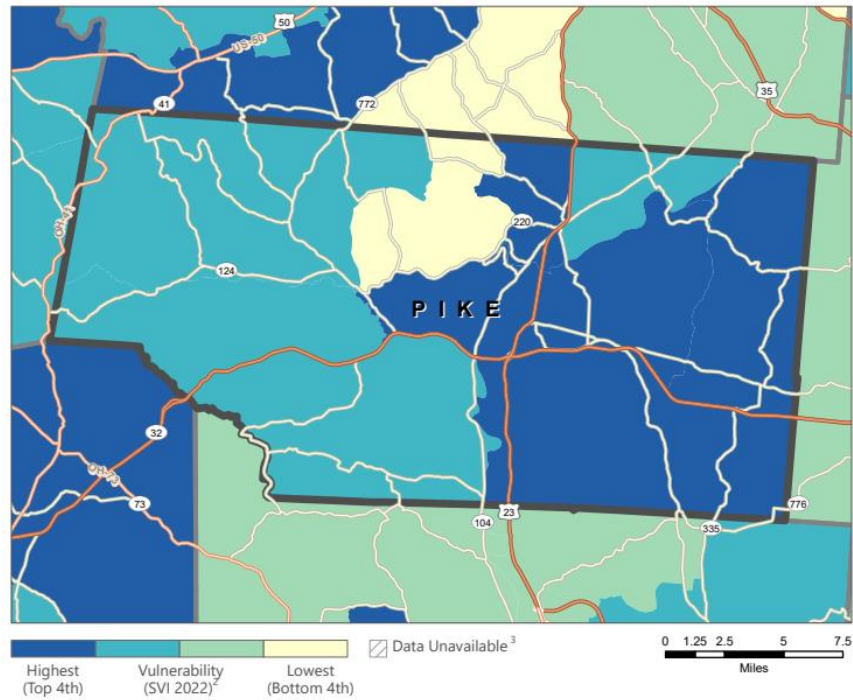 50
US-50
41
772
35
OH-41
220
124
PIKE
32
OH-73
73
104
23
335
776
Data Unavailable 3
Highest
(Top 4th)
Vulnerability
(SVI 2022)2
Lowest
(Bottom 4th)
0 1.25 2.5 5 7.5
Miles